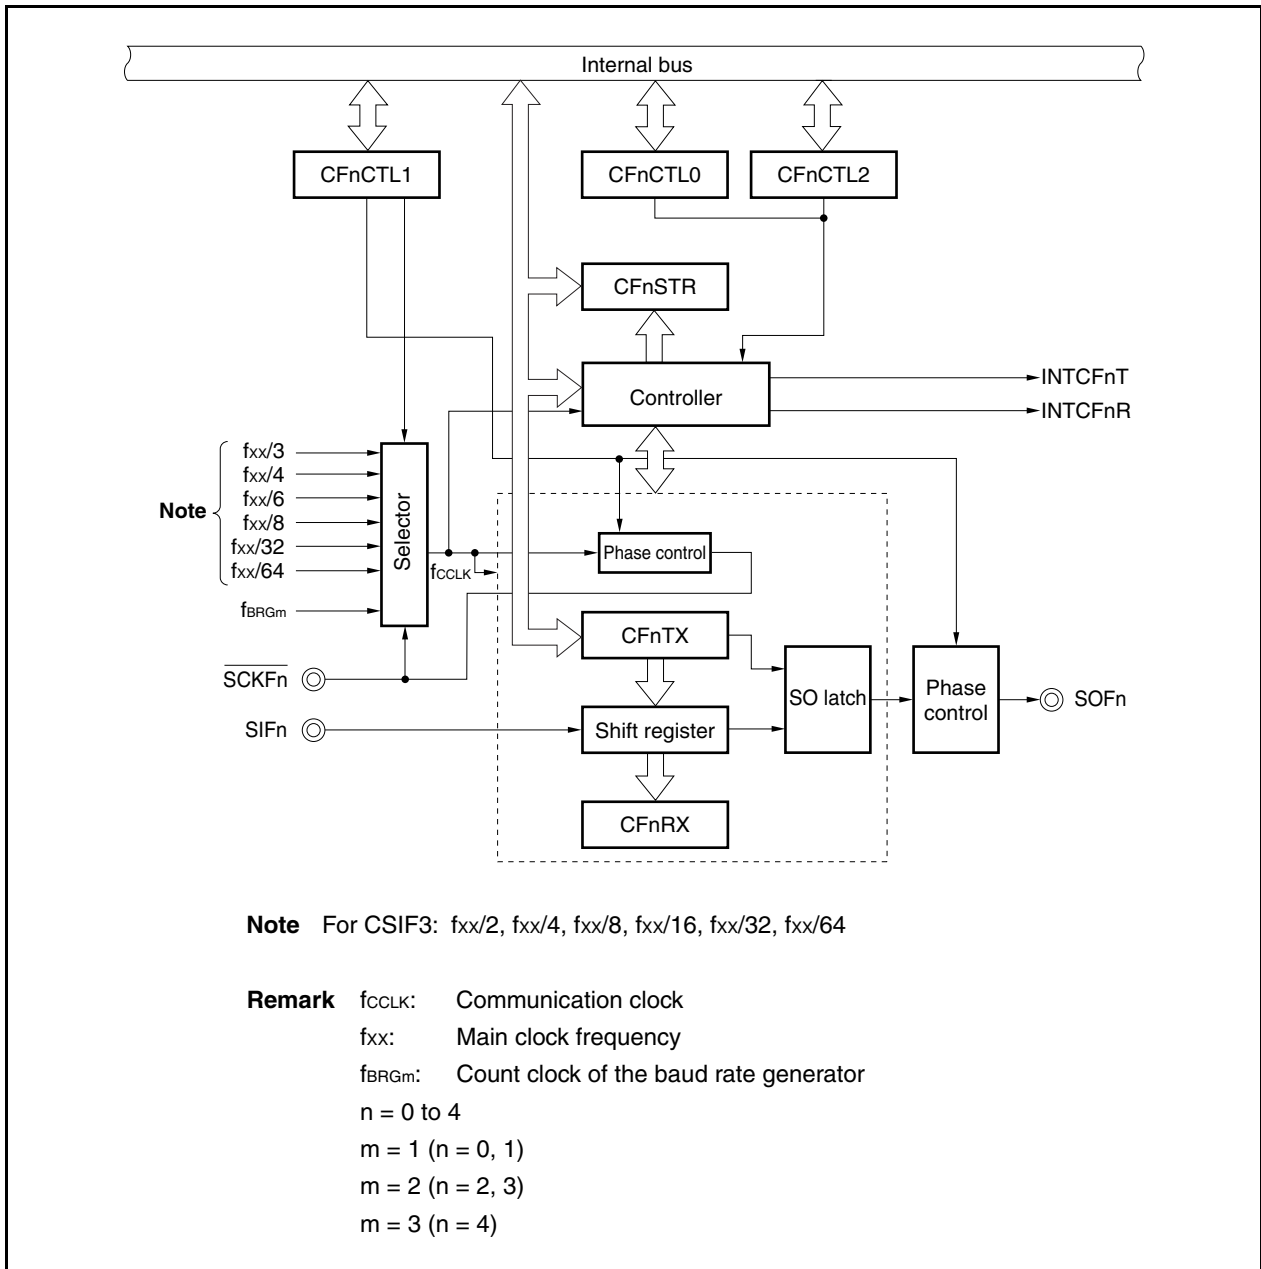 Internal bus
CFnCTL1
CFnCTL0
CFnCTL2
CFnSTR
Controller
INTCFnT
INTCFnR
Note
fxx/3
fxx/4
fxx/6
fxx/8
fxx/32
fxx/64
fBRGm
Selector
fCCLK
Phase control
CFnTX
SCKFn
SO latch
Phase
control
SOFn
SIFn
Shift register
CFnRX
Note For CSIF3: fxx/2, fxx/4, fxx/8, fxx/16, fxx/32, fxx/64
Remark fCCLK: Communication clock
fxx: Main clock frequency
fBRGm: Count clock of the baud rate generator
n = 0 to 4
m = 1 (n = 0, 1)
m = 2 (n = 2, 3)
m = 3 (n = 4)